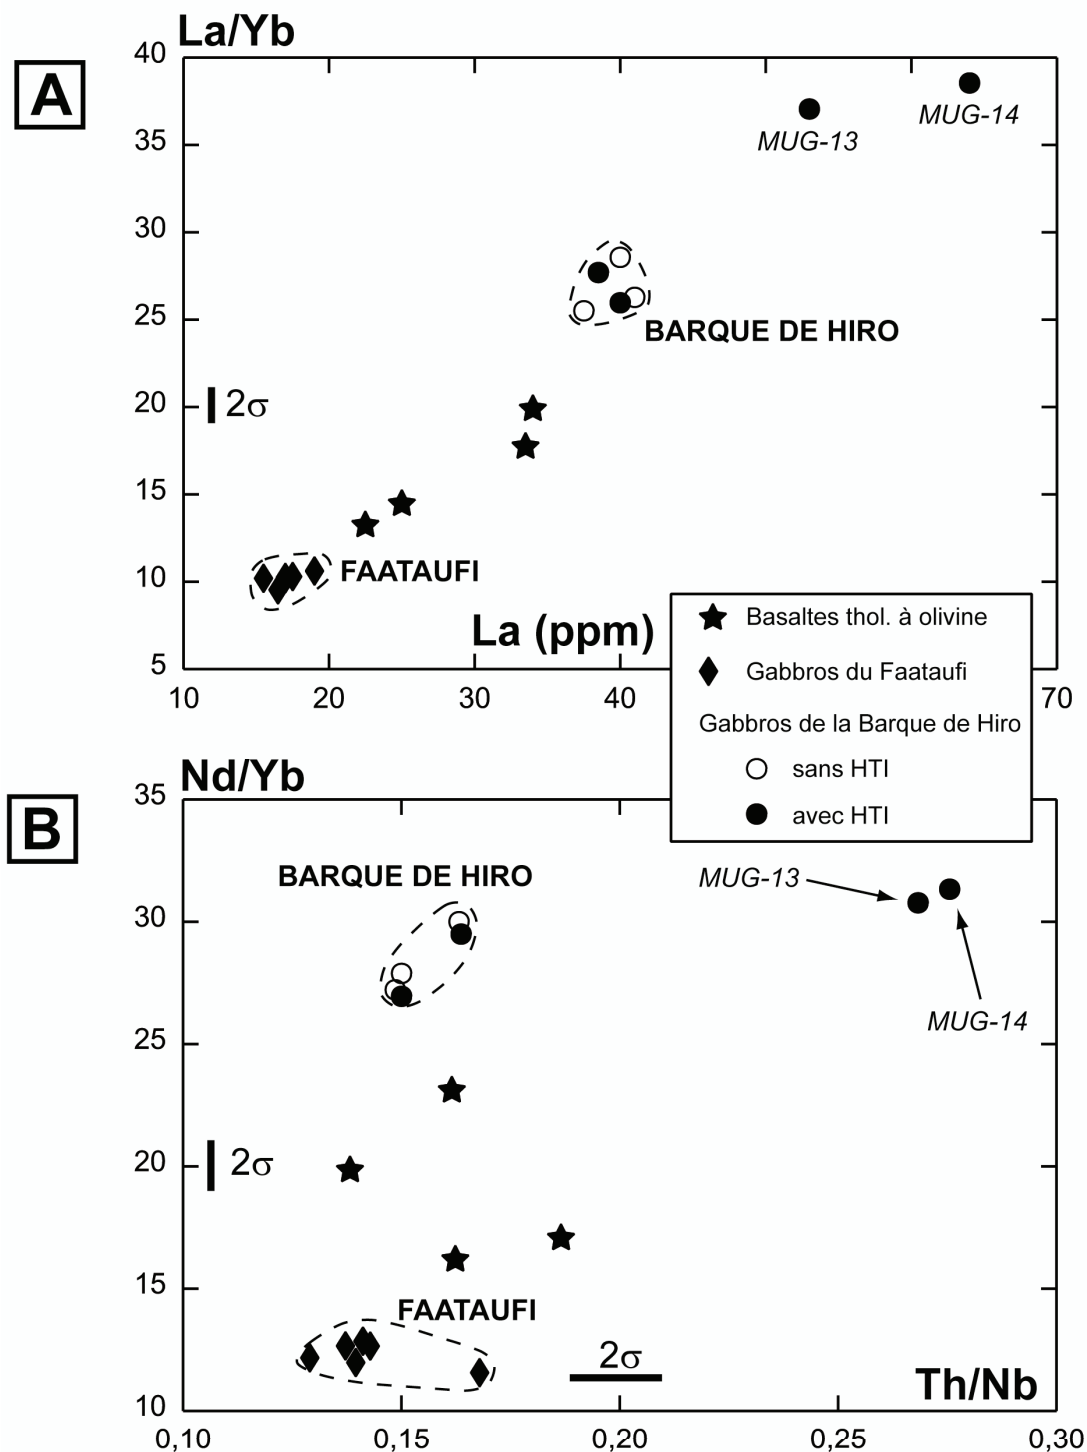 La/Yb
A
40
35
30
25
20
15
10
5
MUG-13
MUG-14
BARQUE DE HIRO
2σ
FAATAUFI
La (ppm)
10
20
30
40
70
Basaltes thol. à olivine
Gabbros du Faataufi
Gabbros de la Barque de Hiro
sans HTI
avec HTI
Nd/Yb
B
35
30
25
20
15
10
BARQUE DE HIRO
MUG-13
MUG-14
2σ
FAATAUFI
2σ
Th/Nb
0,10
0,15
0,20
0,25
0,30